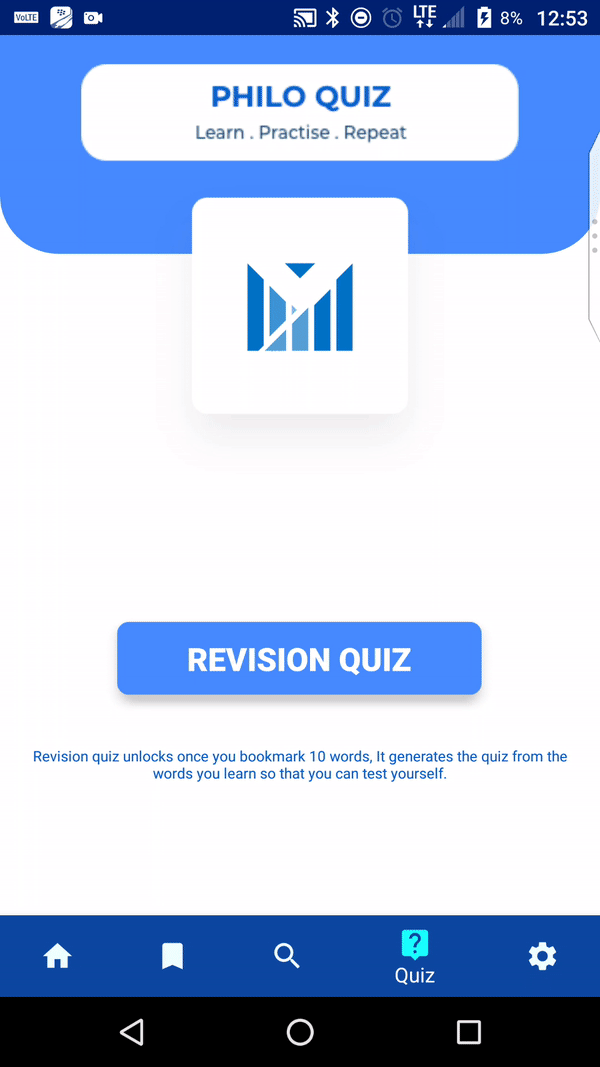 VoLTE
LTE
8%
12:53
PHILO QUIZ
Learn . Practise . Repeat
REVISION QUIZ
Revision quiz unlocks once you bookmark 10 words, It generates the quiz from the
words you learn so that you can test yourself.
?
Quiz